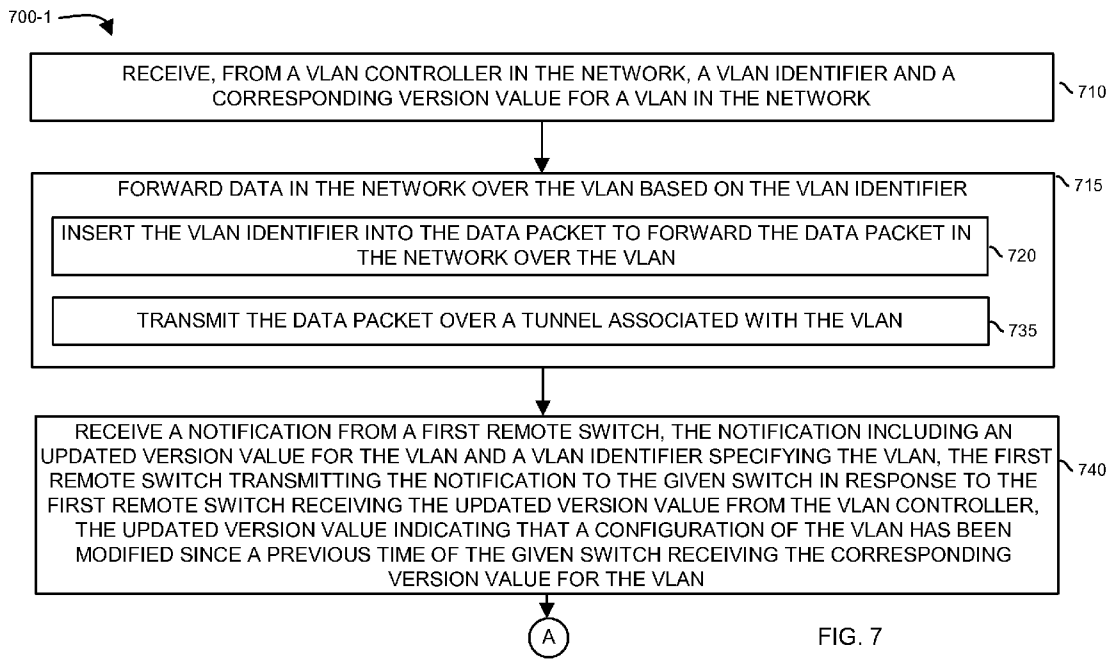 700-1
RECEIVE, FROM A VLAN CONTROLLER IN THE NETWORK, A VLAN IDENTIFIER AND A
CORRESPONDING VERSION VALUE FOR A VLAN IN THE NETWORK
710
FORWARD DATA IN THE NETWORK OVER THE VLAN BASED ON THE VLAN IDENTIFIER
715
INSERT THE VLAN IDENTIFIER INTO THE DATA PACKET TO FORWARD THE DATA PACKET IN
THE NETWORK OVER THE VLAN
720
TRANSMIT THE DATA PACKET OVER A TUNNEL ASSOCIATED WITH THE VLAN
735
RECEIVE A NOTIFICATION FROM A FIRST REMOTE SWITCH, THE NOTIFICATION INCLUDING AN
UPDATED VERSION VALUE FOR THE VLAN AND A VLAN IDENTIFIER SPECIFYING THE VLAN, THE FIRST
REMOTE SWITCH TRANSMITTING THE NOTIFICATION TO THE GIVEN SWITCH IN RESPONSE TO THE
FIRST REMOTE SWITCH RECEIVING THE UPDATED VERSION VALUE FROM THE VLAN CONTROLLER,
THE UPDATED VERSION VALUE INDICATING THAT A CONFIGURATION OF THE VLAN HAS BEEN
MODIFIED SINCE A PREVIOUS TIME OF THE GIVEN SWITCH RECEIVING THE CORRESPONDING
VERSION VALUE FOR THE VLAN
740
A
FIG. 7